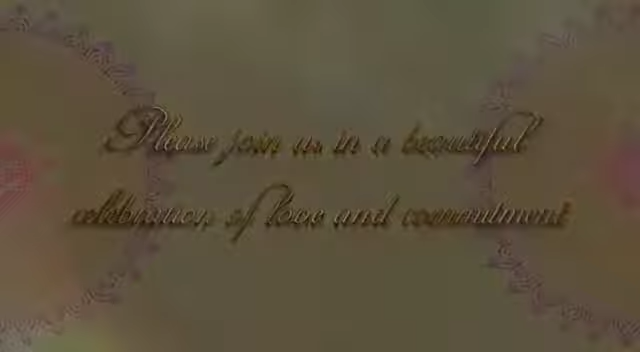 Please join us in a beautiful
celebration of love and commitment